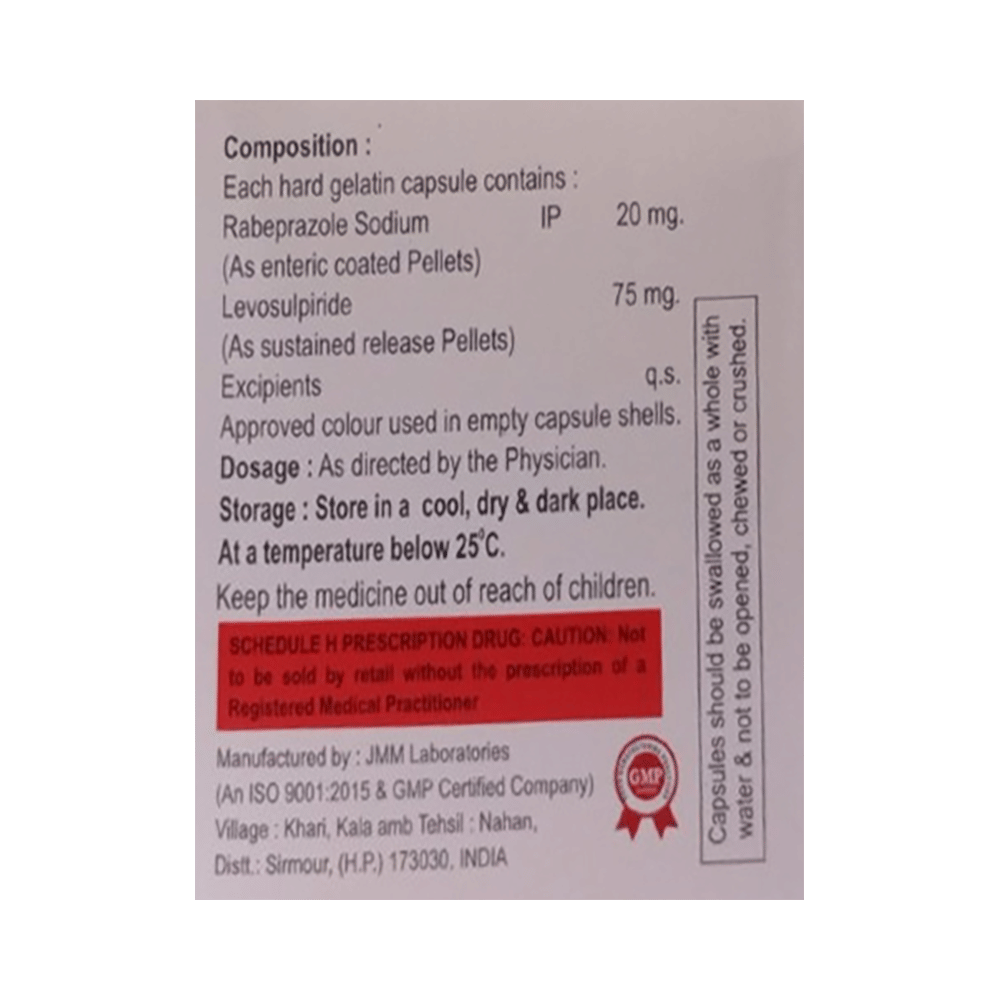 Composition :
Each hard gelatin capsule contains :
Rabeprazole Sodium IP 20 mg.
(As enteric coated Pellets)
Levosulpiride 75 mg.
(As sustained release Pellets)
Excipients q.s.
Approved colour used in empty capsule shells.
Dosage : As directed by the Physician.
Storage : Store in a cool, dry & dark place.
At a temperature below 25⁰C.
Keep the medicine out of reach of children.
SCHEDULE H PRESCRIPTION DRUG: CAUTION: Not
to be sold by retail without the prescription of a
Registered Medical Practitioner
Manufactured by : JMM Laboratories
(An ISO 9001:2015 & GMP Certified Company)
Village : Khari, Kala amb Tehsil : Nahan,
Distt.: Sirmour, (H.P.) 173030, INDIA
GMP
Capsules should be swallowed as a whole with
water & not to be opened, chewed or crushed.